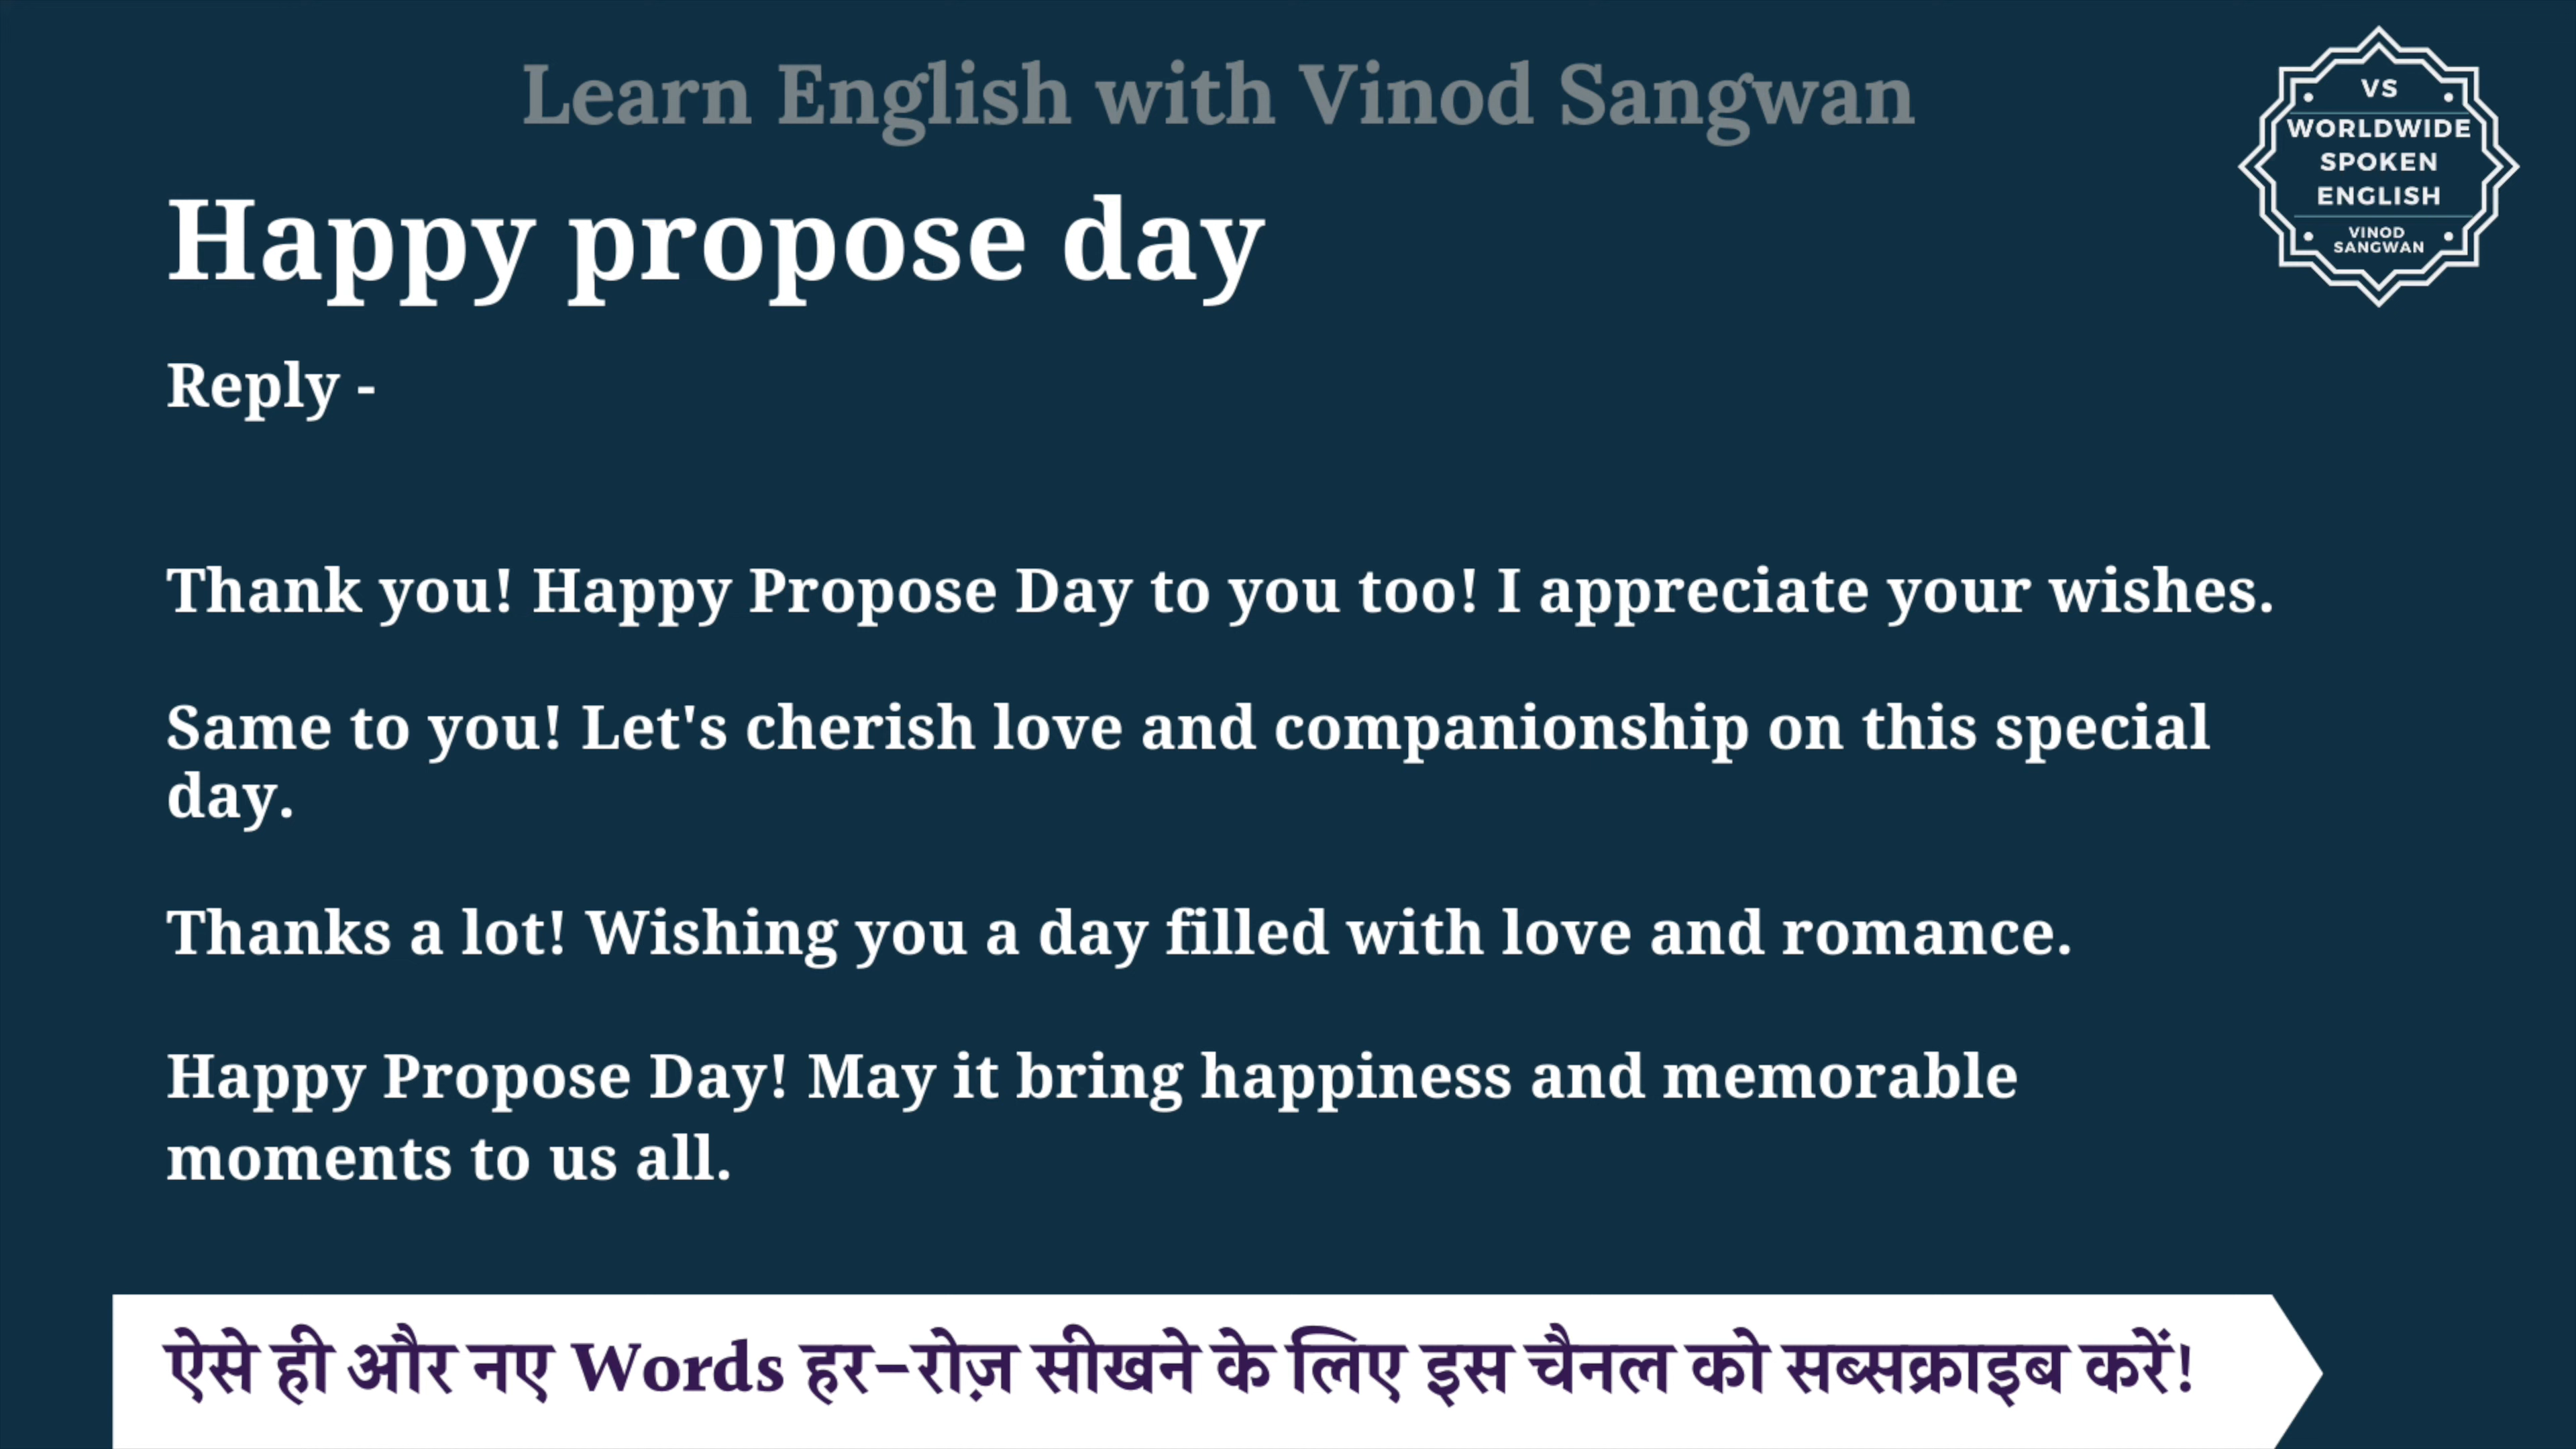 Learn English with Vinod Sangwan
VS
WORLDWIDE
SPOKEN
ENGLISH
VINOD
SANGWAN
Happy propose day
Reply -
Thank you! Happy Propose Day to you too! I appreciate your wishes.
Same to you! Let's cherish love and companionship on this special
day.
Thanks a lot! Wishing you a day filled with love and romance.
Happy Propose Day! May it bring happiness and memorable
moments to us all.
ऐसे ही और नए Words हर-रोज़ सीखने के लिए इस चैनल को सब्सक्राइब करें!